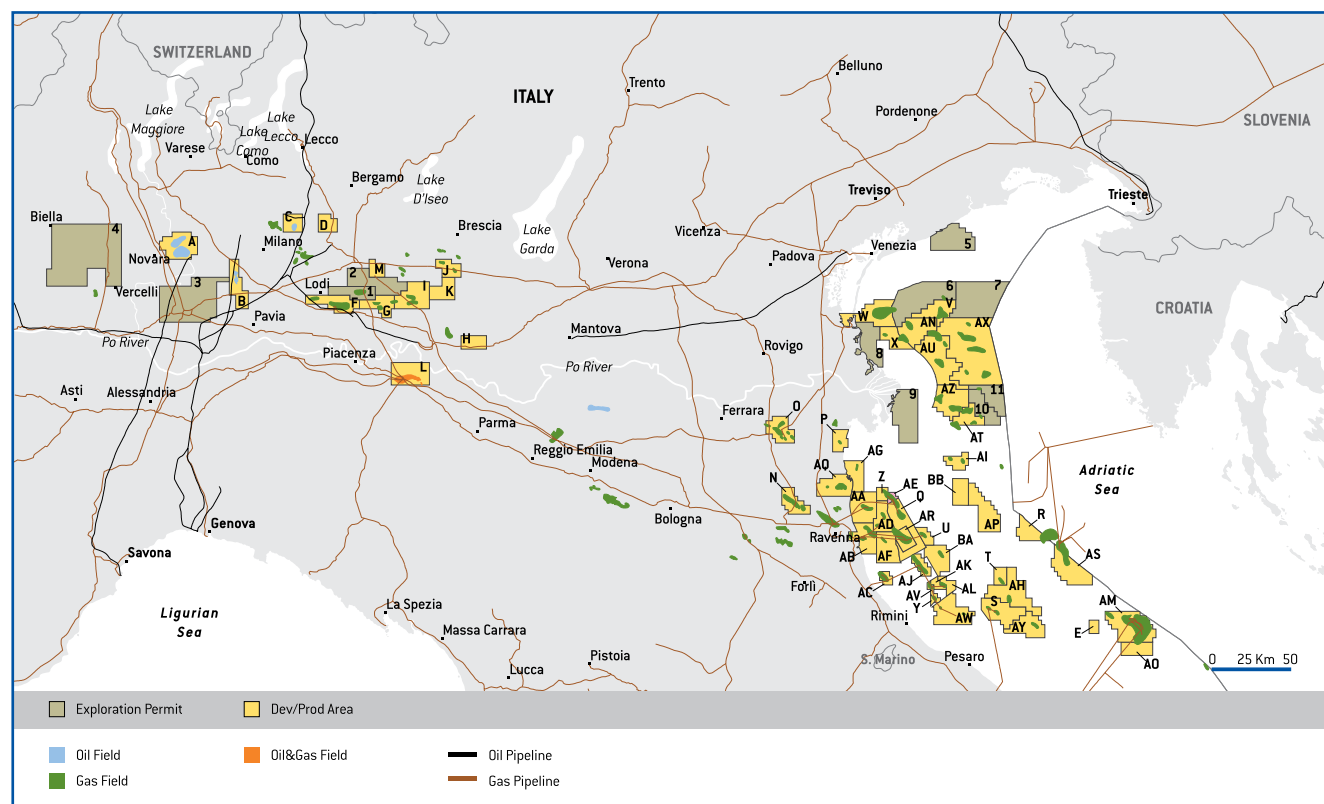 SWITZERLAND
Belluno
Trento
ITALY
Lake
Maggiore
Pordenone
Lake
Lecco
Lake
Como
SLOVENIA
Varese
Como
Lecco
Bergamo
Lake
D'Iseo
Treviso
Trieste
Biella
4
A
C
D
Milano
Brescia
Lake
Garda
Vicenza
Venezia
5
Novara
Verona
Padova
M
J
2
3
Vercelli
Lodi
1
I
K
B
F
G
6
7
V
W
AN
AX
CROATIA
Pavia
Po River
Mantova
H
X
AU
Rovigo
8
Piacenza
L
Po River
Asti
Alessandria
AZ
9
11
10
Ferrara
O
P
AT
Parma
Reggio Emilia
Modena
AG
AI
Adriatic
Sea
AQ
Z
AE
BB
N
AA
Q
Bologna
AD
AR
AP
R
Genova
Ravenna
U
AB
AF
BA
AS
Savona
T
AK
AJ
AH
Forlì
AC
AL
AV
S
Y
La Spezia
Ligurian
Sea
Rimini
AW
AY
E
AM
Massa Carrara
Pistoia
S. Marino
Pesaro
AO
Lucca
0 25 Km 50
Exploration Permit
Dev/Prod Area
Oil Field
Oil&Gas Field
Oil Pipeline
Gas Field
Gas Pipeline